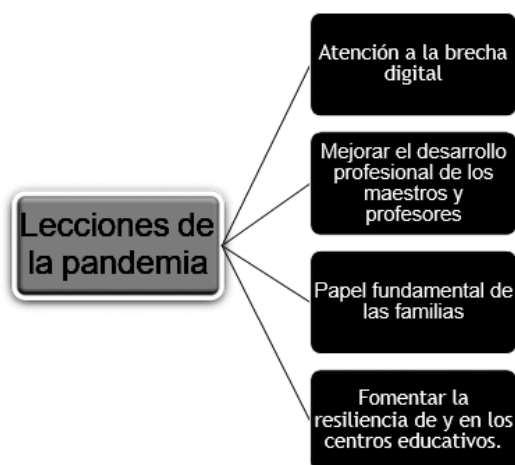 Lecciones de
la pandemia
Atención a la brecha
digital
Mejorar el desarrollo
profesional de los
maestros y
profesores
Papel fundamental de
las familias
Fomentar la
resiliencia de y en los
centros educativos.